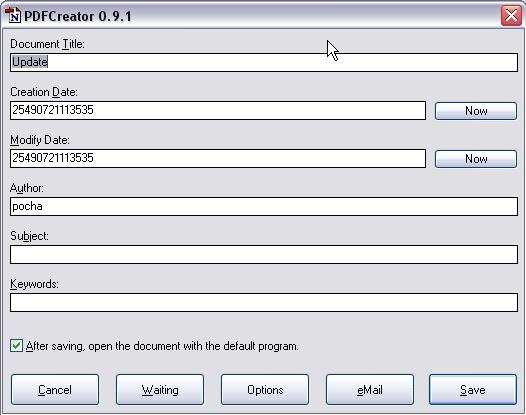 PDFCreator 0.9.1
Document Title:
Update
Creation Date:
25490721113535
Now
Modify Date:
25490721113535
Now
Author:
pocha
Subject:
Keywords:
After saving, open the document with the default program.
Cancel Waiting Options eMail Save